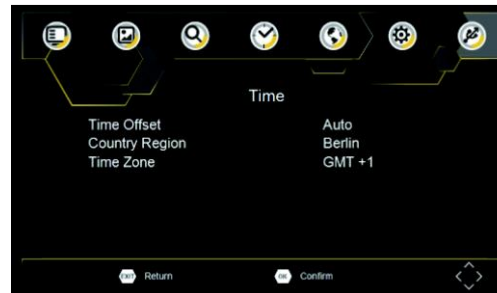 Time
Time Offset Auto
Country Region Berlin
Time Zone GMT +1
EXIT Return OK Confirm